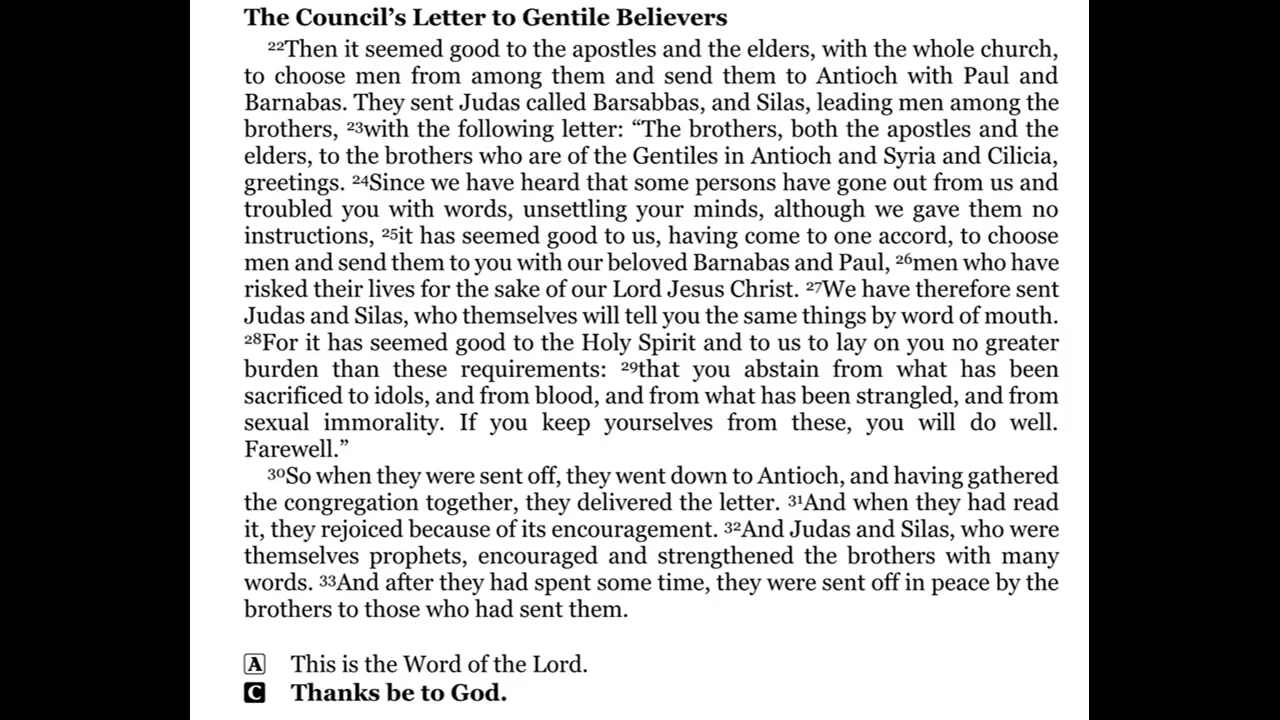 The Council’s Letter to Gentile Believers
²²Then it seemed good to the apostles and the elders, with the whole church,
to choose men from among them and send them to Antioch with Paul and
Barnabas. They sent Judas called Barsabbas, and Silas, leading men among the
brothers, ²³with the following letter: “The brothers, both the apostles and the
elders, to the brothers who are of the Gentiles in Antioch and Syria and Cilicia,
greetings. ²⁴Since we have heard that some persons have gone out from us and
troubled you with words, unsettling your minds, although we gave them no
instructions, ²⁵it has seemed good to us, having come to one accord, to choose
men and send them to you with our beloved Barnabas and Paul, ²⁶men who have
risked their lives for the sake of our Lord Jesus Christ. ²⁷We have therefore sent
Judas and Silas, who themselves will tell you the same things by word of mouth.
²⁸For it has seemed good to the Holy Spirit and to us to lay on you no greater
burden than these requirements: ²⁹that you abstain from what has been
sacrificed to idols, and from blood, and from what has been strangled, and from
sexual immorality. If you keep yourselves from these, you will do well.
Farewell.”
³⁰So when they were sent off, they went down to Antioch, and having gathered
the congregation together, they delivered the letter. ³¹And when they had read
it, they rejoiced because of its encouragement. ³²And Judas and Silas, who were
themselves prophets, encouraged and strengthened the brothers with many
words. ³³And after they had spent some time, they were sent off in peace by the
brothers to those who had sent them.
A This is the Word of the Lord.
C Thanks be to God.